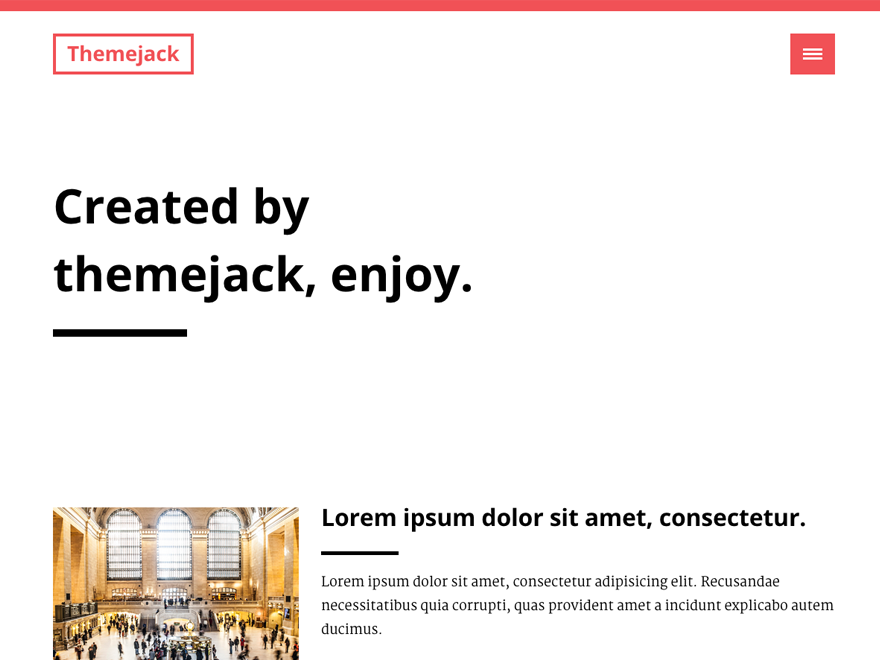 Themejack
Created by
themejack, enjoy.
Lorem ipsum dolor sit amet, consectetur.
Lorem ipsum dolor sit amet, consectetur adipisicing elit. Recusandae
necessitatibus quia corrupti, quas provident amet a incidunt explicabo autem
ducimus.